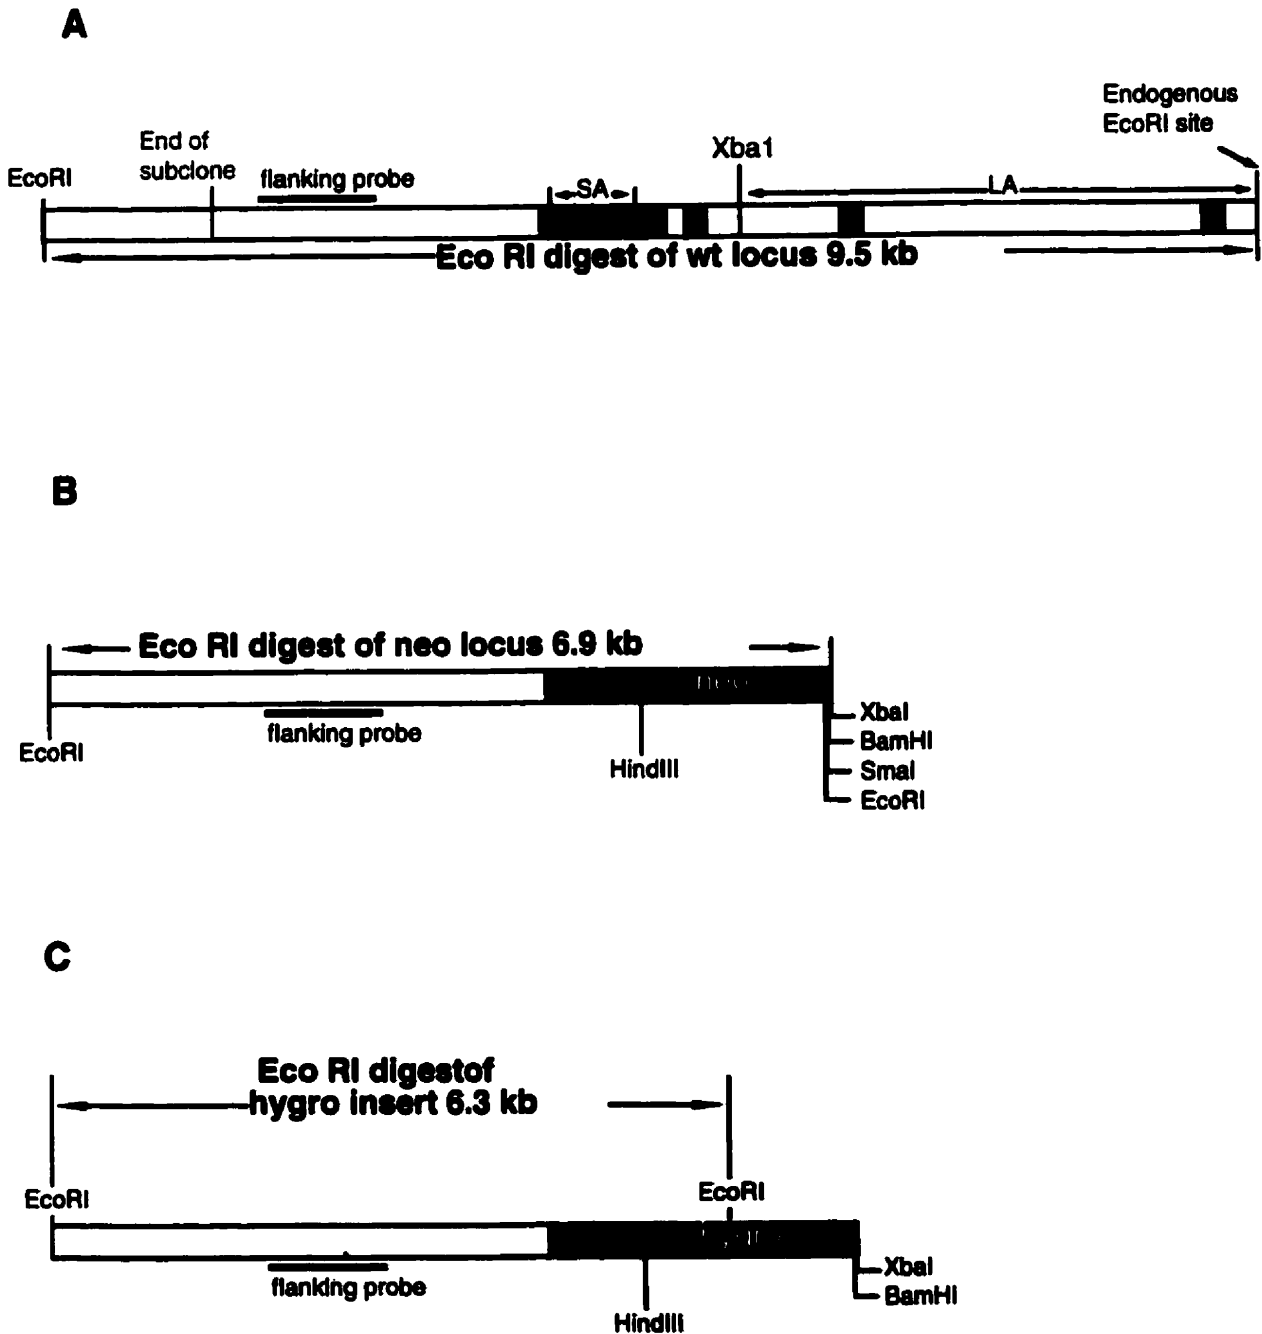 A
Endogenous
EcoRI site
End of
subclone
Xba1
EcoRI
flanking probe
SA
LA
Eco RI digest of wt locus 9.5 kb
B
Eco RI digest of neo locus 6.9 kb
neo
XbaI
flanking probe
BamHI
EcoRI
HindIII
SmaI
EcoRI
C
Eco RI digestof
hygro insert 6.3 kb
EcoRI
EcoRI
XbaI
flanking probe
BamHI
HindIII